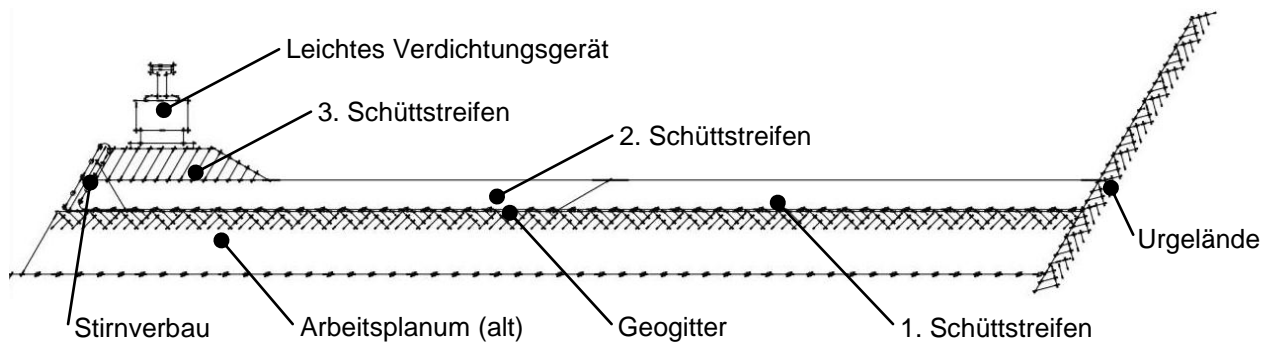 Leichtes Verdichtungsgerät
3. Schüttstreifen
2. Schüttstreifen
Urgelände
Stirnverbau
Arbeitsplanum (alt)
Geogitter
1. Schüttstreifen